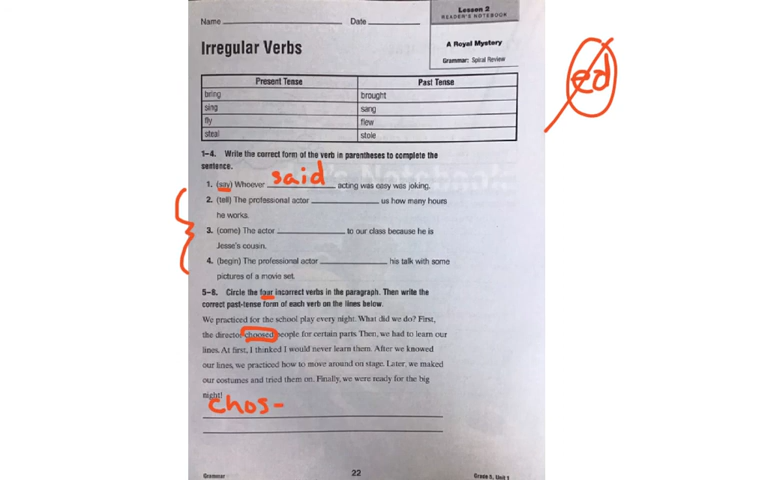 Lesson 2
READER'S NOTEBOOK
Name Date
Irregular Verbs
A Royal Mystery
Grammar: Spiral Review
ed
Present Tense Past Tense
bring brought
sing sang
fly flew
steal stole
1–4. Write the correct form of the verb in parentheses to complete the
sentence.
1. (say) Whoever said acting was easy was joking.
2. (tell) The professional actor us how many hours
he works.
3. (come) The actor to our class because he is
Jesse's cousin.
4. (begin) The professional actor his talk with some
pictures of a movie set.
5–8. Circle the four incorrect verbs in the paragraph. Then write the
correct past-tense form of each verb on the lines below.
We practiced for the school play every night. What did we do? First,
the director choosed people for certain parts. Then, we had to learn our
lines. At first, I thinked I would never learn them. After we knowed
our lines, we practiced how to move around on stage. Later, we maked
our costumes and tried them on. Finally, we were ready for the big
night!
chos-
Grammar 22 Grade 5, Unit 1